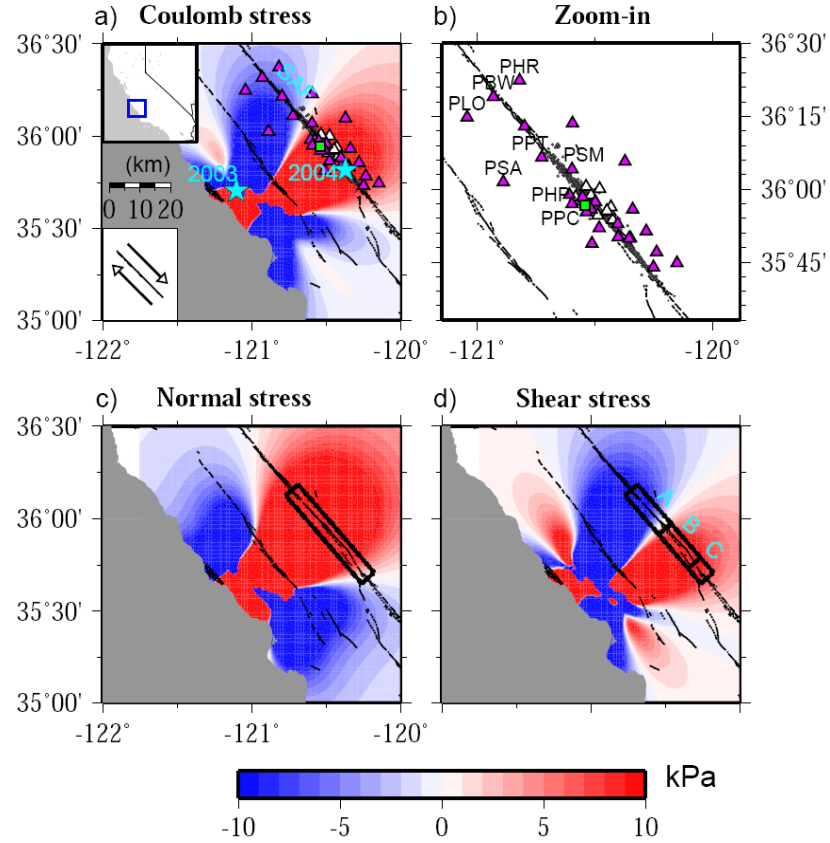 a) Coulomb stress
b) Zoom-in
36°30'
36°00'
35°30'
35°00'
-122°
-121°
-120°
SAF
2003
2004
(km)
0 10 20
PHR
PBW
PLO
PPT
PSM
PSA
PHP
PPC
36°30'
36°15'
36°00'
35°45'
-121°
-120°
c) Normal stress
d) Shear stress
36°30'
36°00'
35°30'
35°00'
-122°
-121°
-120°
A B C
kPa
-10 -5 0 5 10